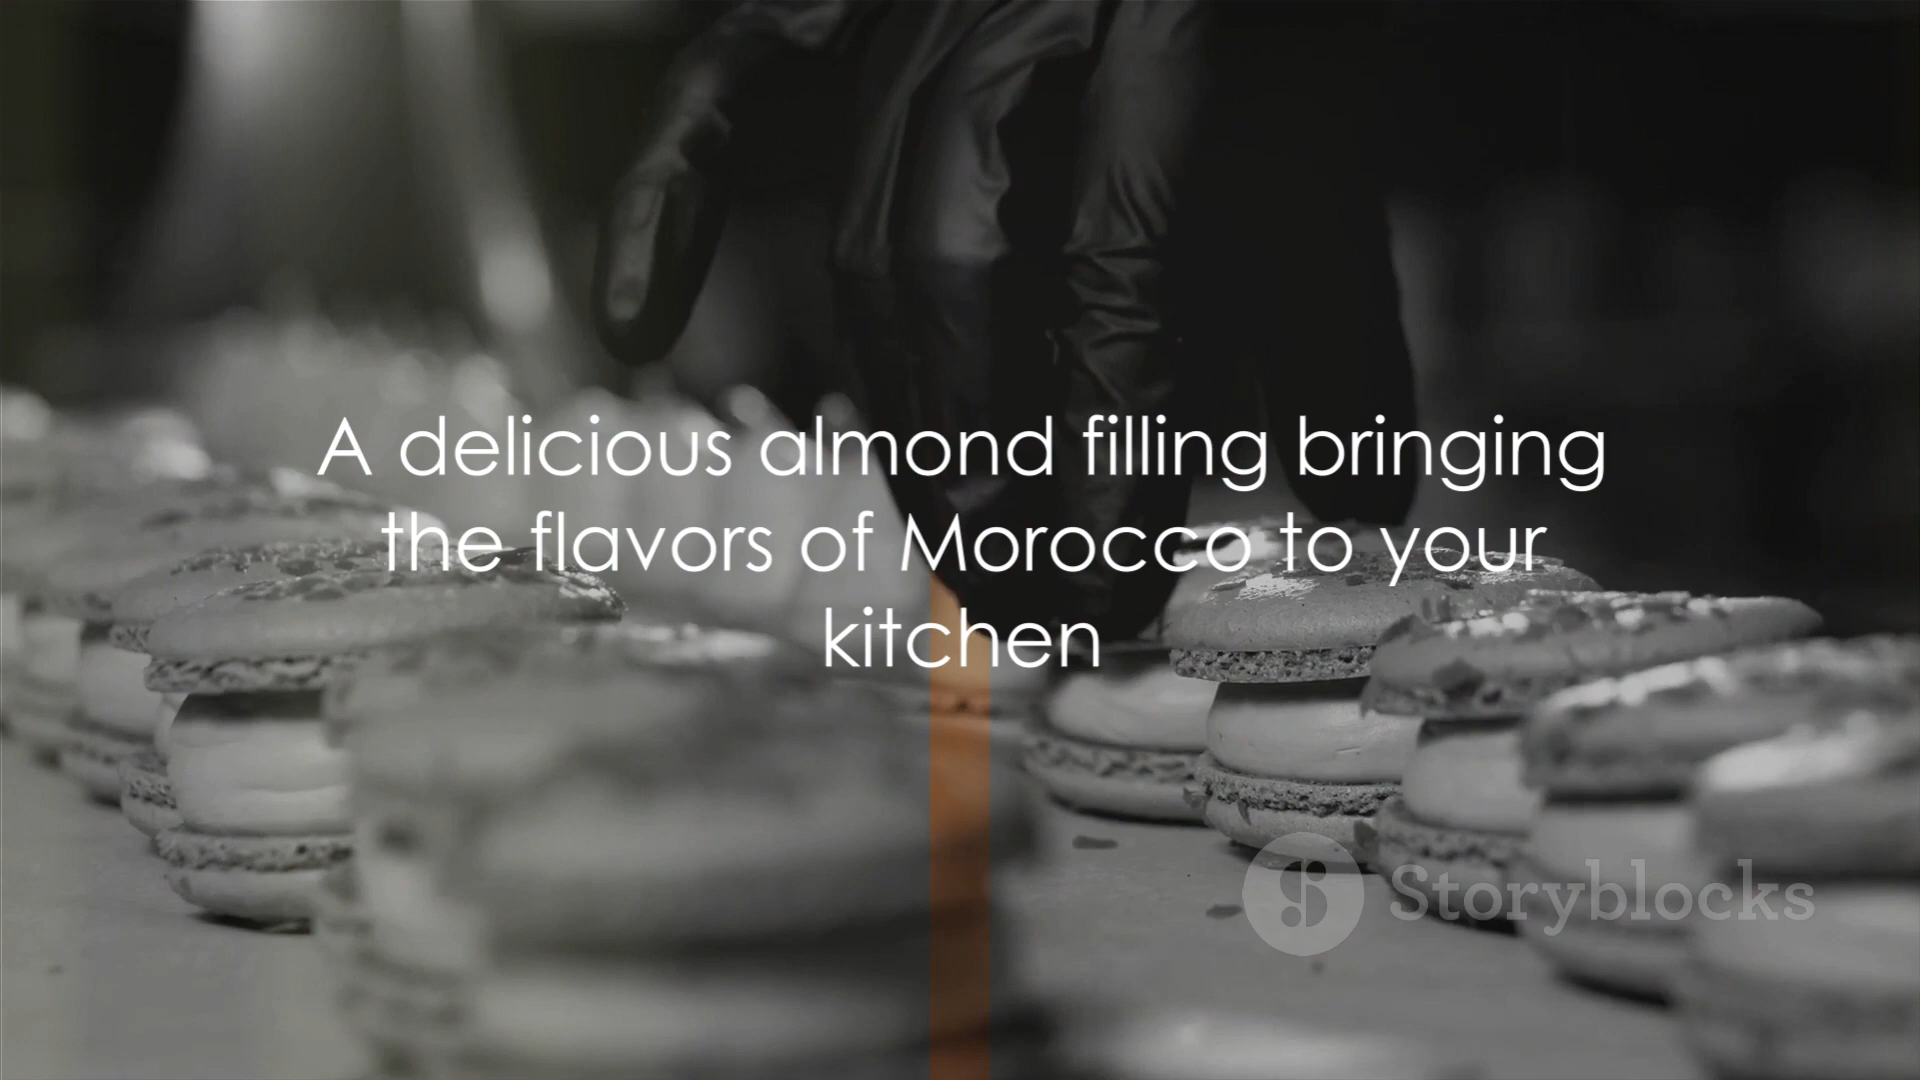 A delicious almond filling bringing
the flavors of Morocco to your
kitchen
Storyblocks